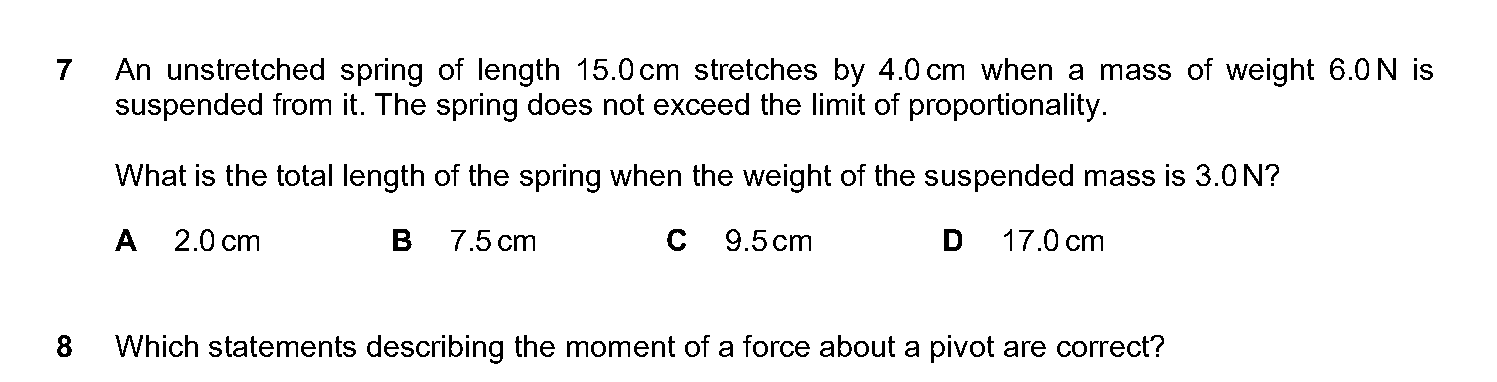 7 An unstretched spring of length 15.0 cm stretches by 4.0 cm when a mass of weight 6.0 N is
suspended from it. The spring does not exceed the limit of proportionality.
What is the total length of the spring when the weight of the suspended mass is 3.0 N?
A 2.0 cm B 7.5 cm C 9.5 cm D 17.0 cm
8 Which statements describing the moment of a force about a pivot are correct?